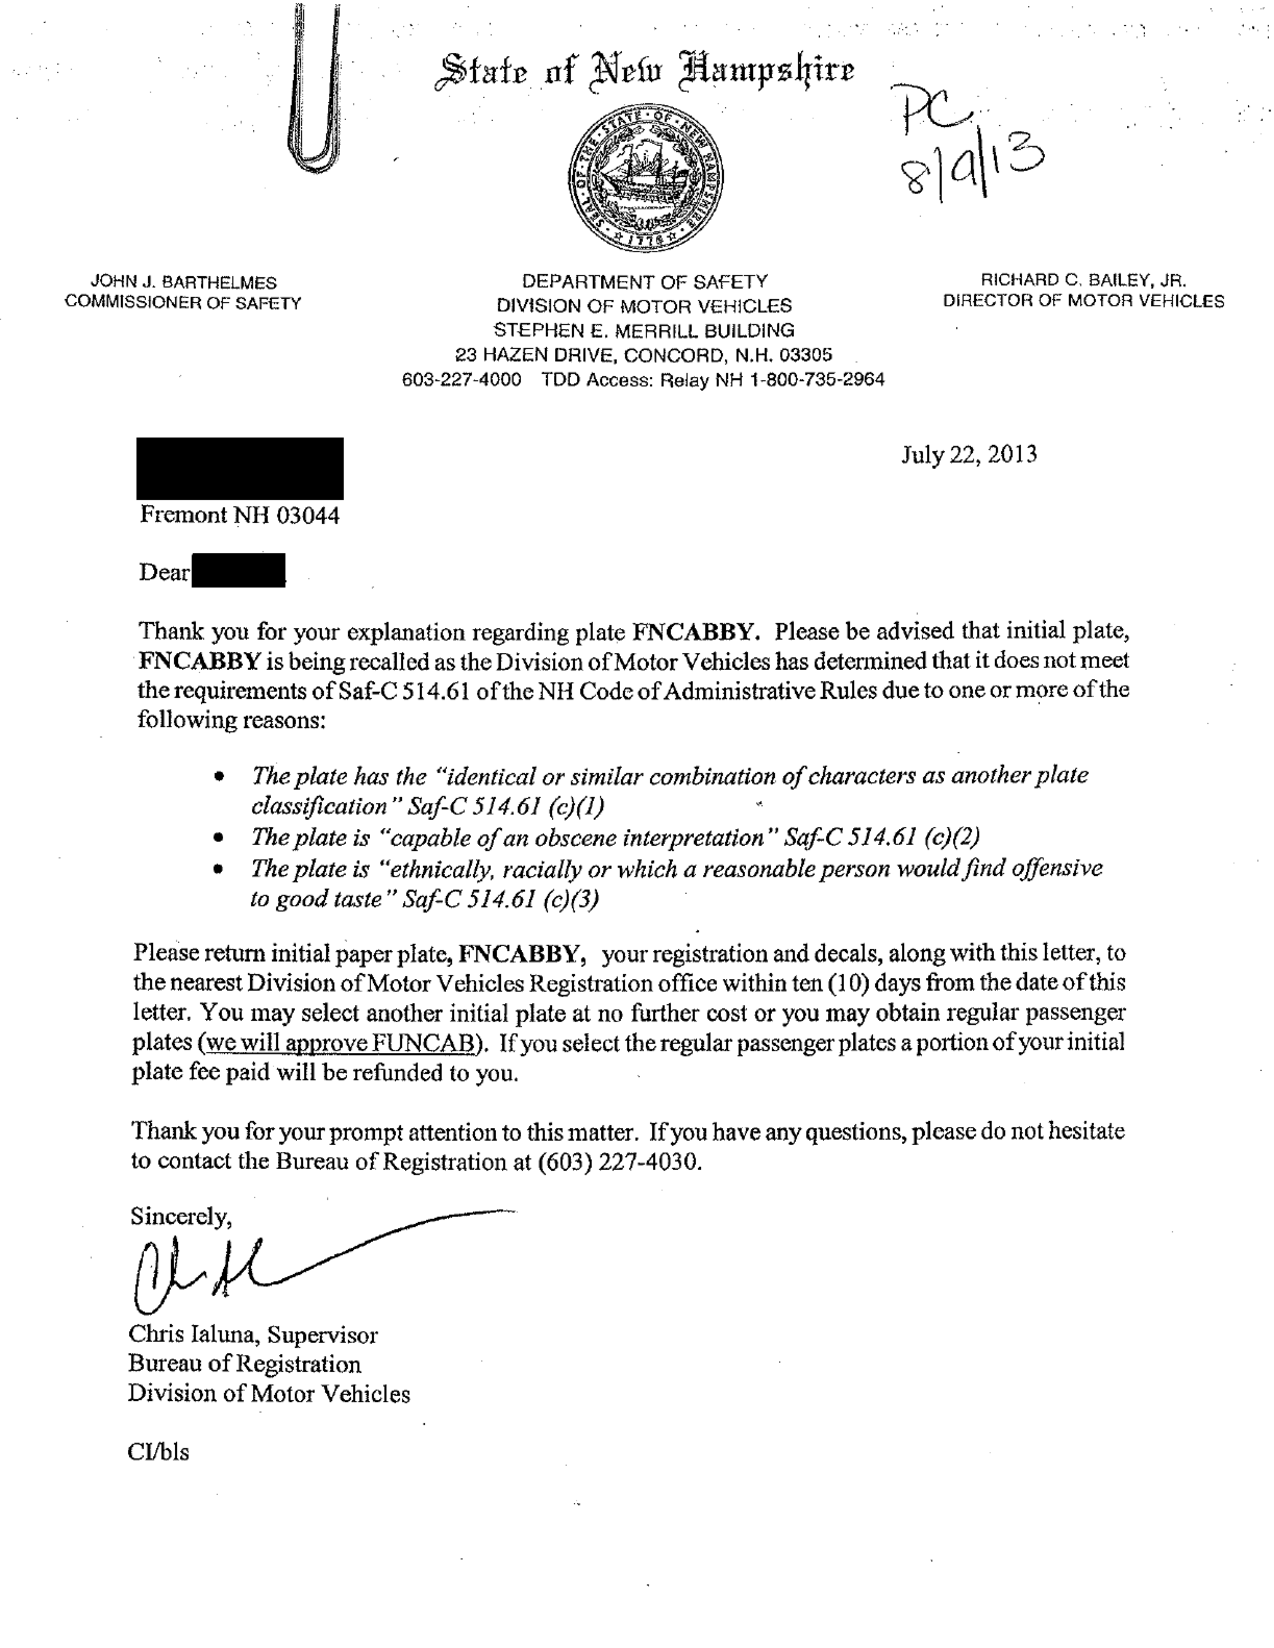 State of New Hampshire
PC
8/9/13
SEAL · OF · THE · STATE · OF · NEW HAMPSHIRE
1776
JOHN J. BARTHELMES
COMMISSIONER OF SAFETY
DEPARTMENT OF SAFETY
DIVISION OF MOTOR VEHICLES
STEPHEN E. MERRILL BUILDING
23 HAZEN DRIVE, CONCORD, N.H. 03305
603-227-4000 TDD Access: Relay NH 1-800-735-2964
RICHARD C. BAILEY, JR.
DIRECTOR OF MOTOR VEHICLES
July 22, 2013
Fremont NH 03044
Dear
Thank you for your explanation regarding plate FNCABBY. Please be advised that initial plate,
FNCABBY is being recalled as the Division of Motor Vehicles has determined that it does not meet
the requirements of Saf-C 514.61 of the NH Code of Administrative Rules due to one or more of the
following reasons:
• The plate has the “identical or similar combination of characters as another plate
classification” Saf-C 514.61 (c)(1)
• The plate is “capable of an obscene interpretation” Saf-C 514.61 (c)(2)
• The plate is “ethnically, racially or which a reasonable person would find offensive
to good taste” Saf-C 514.61 (c)(3)
Please return initial paper plate, FNCABBY, your registration and decals, along with this letter, to
the nearest Division of Motor Vehicles Registration office within ten (10) days from the date of this
letter. You may select another initial plate at no further cost or you may obtain regular passenger
plates (we will approve FUNCAB). If you select the regular passenger plates a portion of your initial
plate fee paid will be refunded to you.
Thank you for your prompt attention to this matter. If you have any questions, please do not hesitate
to contact the Bureau of Registration at (603) 227-4030.
Sincerely,
Chris Ialuna, Supervisor
Bureau of Registration
Division of Motor Vehicles
CI/bls